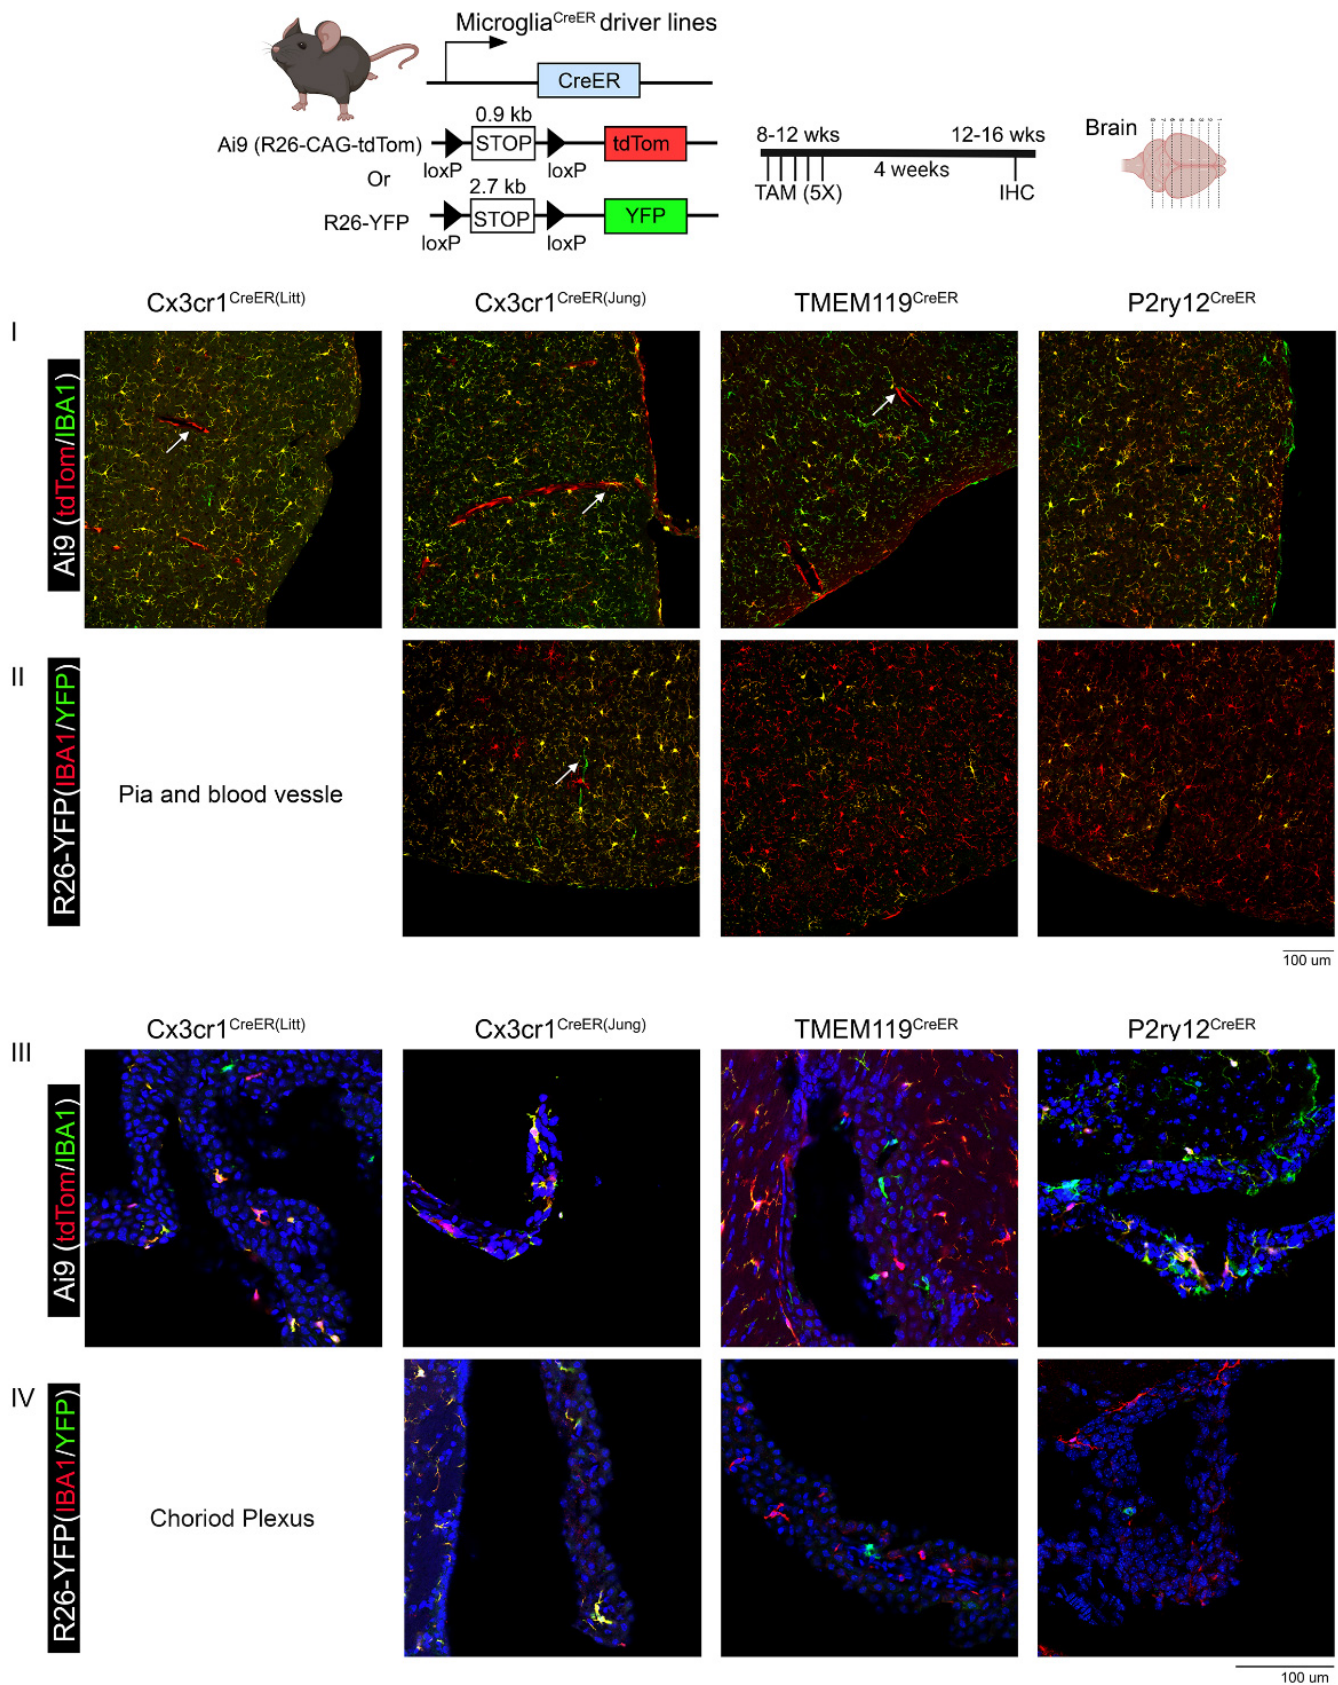 Microglia^CreER driver lines
CreER
0.9 kb
Ai9 (R26-CAG-tdTom)
STOP
tdTom
loxP
loxP
Or
2.7 kb
R26-YFP
STOP
YFP
loxP
loxP
8-12 wks
12-16 wks
4 weeks
TAM (5X)
IHC
Brain
Cx3cr1^CreER(Litt)
Cx3cr1^CreER(Jung)
TMEM119^CreER
P2ry12^CreER
I
Ai9 (tdTom/IBA1)
II
R26-YFP(IBA1/YFP)
Pia and blood vessle
100 um
Cx3cr1^CreER(Litt)
Cx3cr1^CreER(Jung)
TMEM119^CreER
P2ry12^CreER
III
Ai9 (tdTom/IBA1)
IV
R26-YFP(IBA1/YFP)
Choriod Plexus
100 um